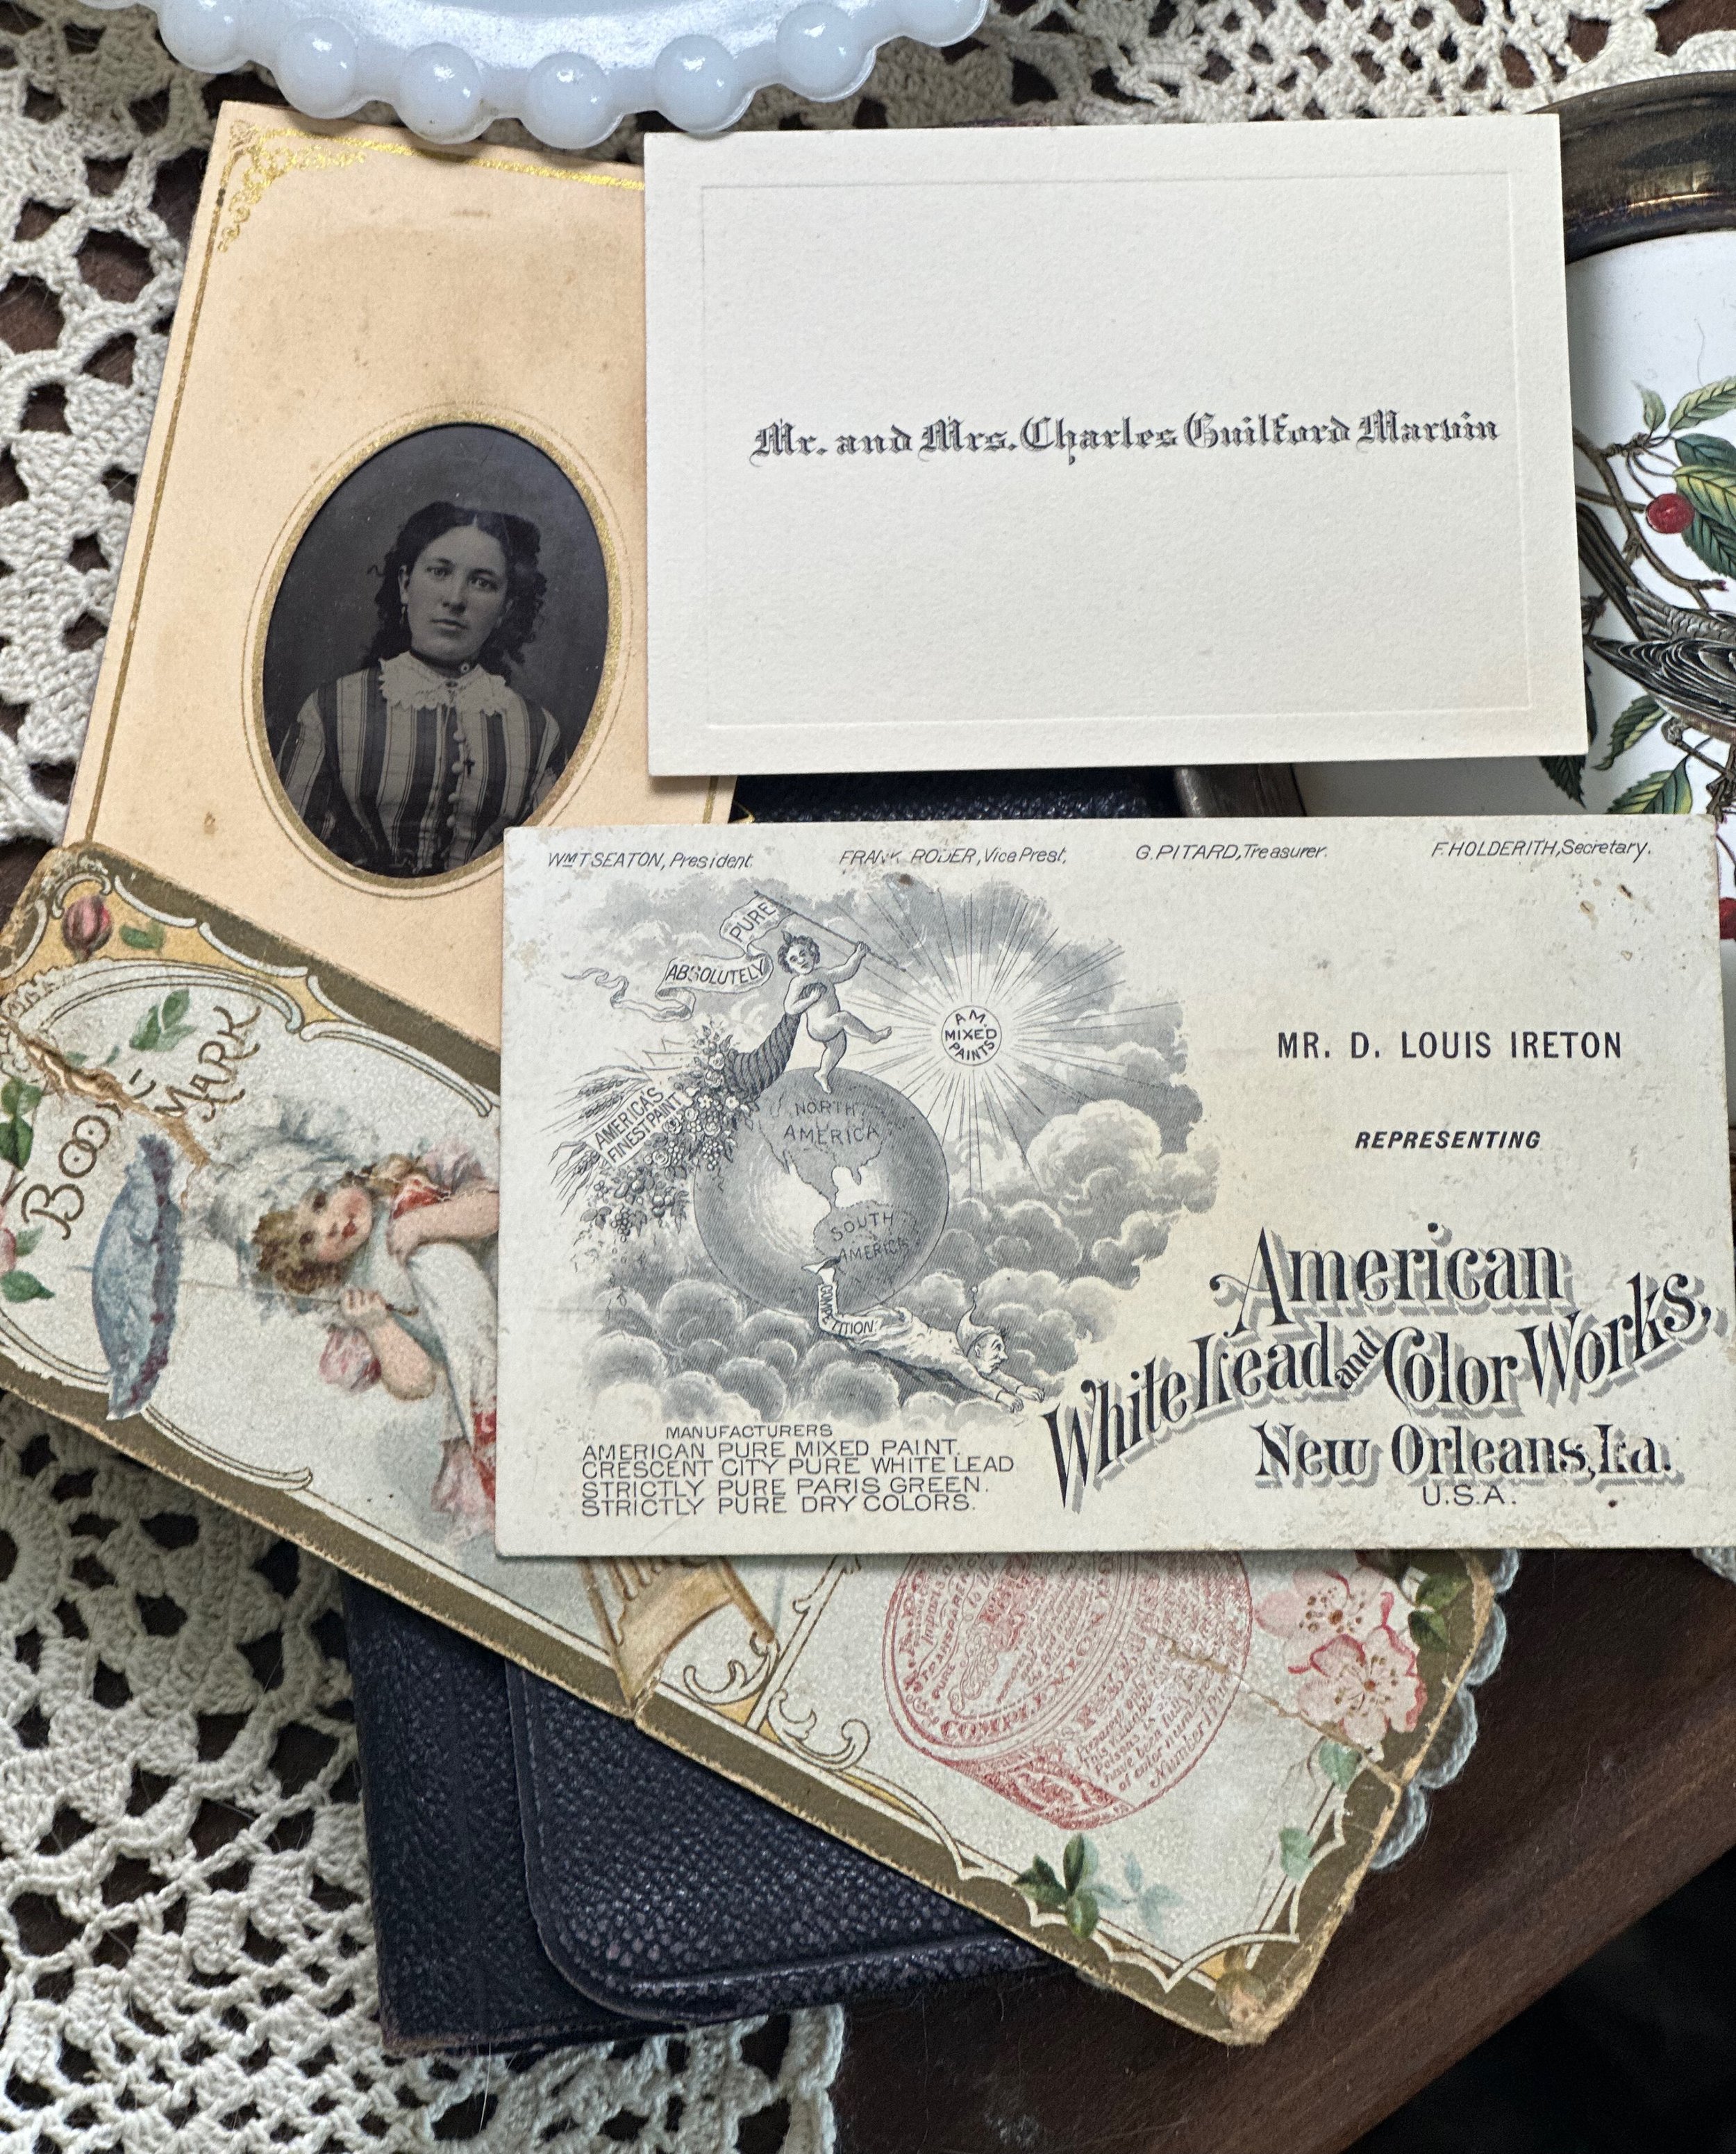 Mr. and Mrs. Charles Guilford Marvin
WMT SEATON, President. FRANK RODER, Vice Prest, G. PITARD, Treasurer. F. HOLDERITH, Secretary.
ABSOLUTELY PURE
A.M.
MIXED
PAINTS
AMERICA'S
FINEST PAINT
NORTH
AMERICA
SOUTH
AMERICA
COMPETITION
MR. D. LOUIS IRETON
REPRESENTING
American
White Lead and Color Works,
New Orleans, La.
U.S.A.
MANUFACTURERS
AMERICAN PURE MIXED PAINT.
CRESCENT CITY PURE WHITE LEAD
STRICTLY PURE PARIS GREEN.
STRICTLY PURE DRY COLORS.
BOOK
MARK
COMPLEXION